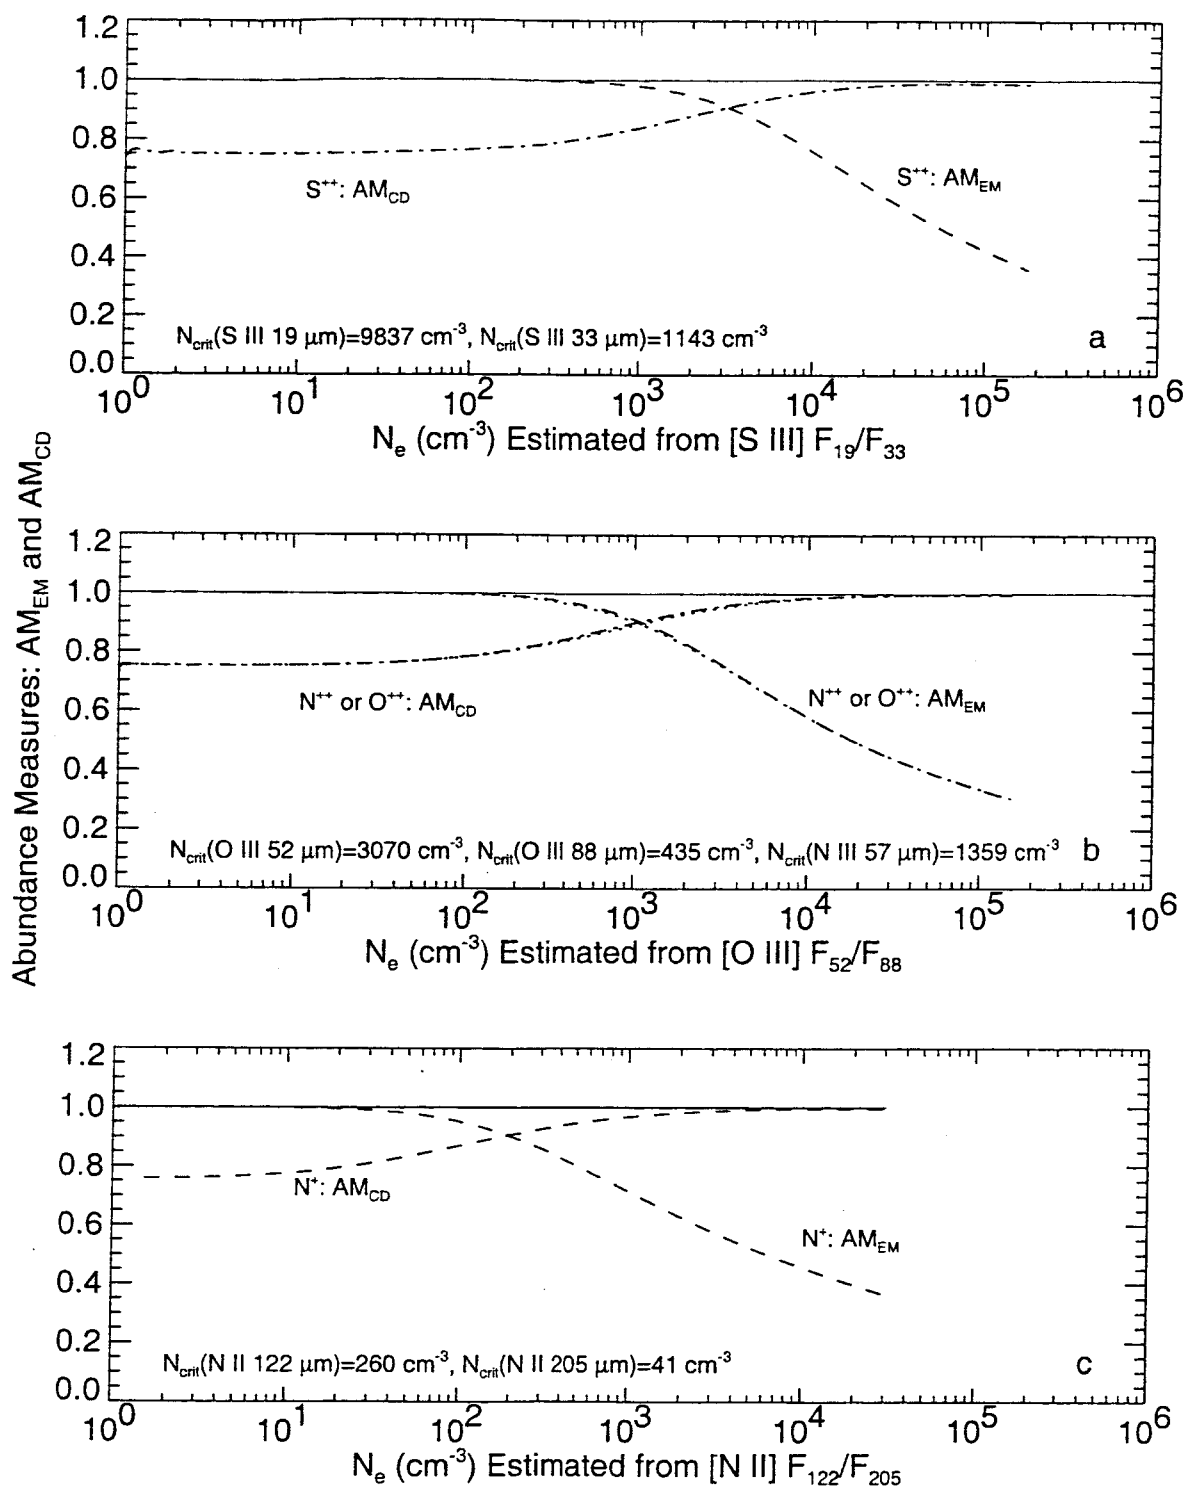 Abundance Measures: AM_EM and AM_CD
1.2
1.0
0.8
0.6
0.4
0.2
0.0
S⁺⁺: AM_CD
S⁺⁺: AM_EM
N_crit(S III 19 μm)=9837 cm⁻³, N_crit(S III 33 μm)=1143 cm⁻³
a
10⁰ 10¹ 10² 10³ 10⁴ 10⁵ 10⁶
N_e (cm⁻³) Estimated from [S III] F₁₉/F₃₃
1.2
1.0
0.8
0.6
0.4
0.2
0.0
N⁺⁺ or O⁺⁺: AM_CD
N⁺⁺ or O⁺⁺: AM_EM
N_crit(O III 52 μm)=3070 cm⁻³, N_crit(O III 88 μm)=435 cm⁻³, N_crit(N III 57 μm)=1359 cm⁻³
b
10⁰ 10¹ 10² 10³ 10⁴ 10⁵ 10⁶
N_e (cm⁻³) Estimated from [O III] F₅₂/F₈₈
1.2
1.0
0.8
0.6
0.4
0.2
0.0
N⁺: AM_CD
N⁺: AM_EM
N_crit(N II 122 μm)=260 cm⁻³, N_crit(N II 205 μm)=41 cm⁻³
c
10⁰ 10¹ 10² 10³ 10⁴ 10⁵ 10⁶
N_e (cm⁻³) Estimated from [N II] F₁₂₂/F₂₀₅